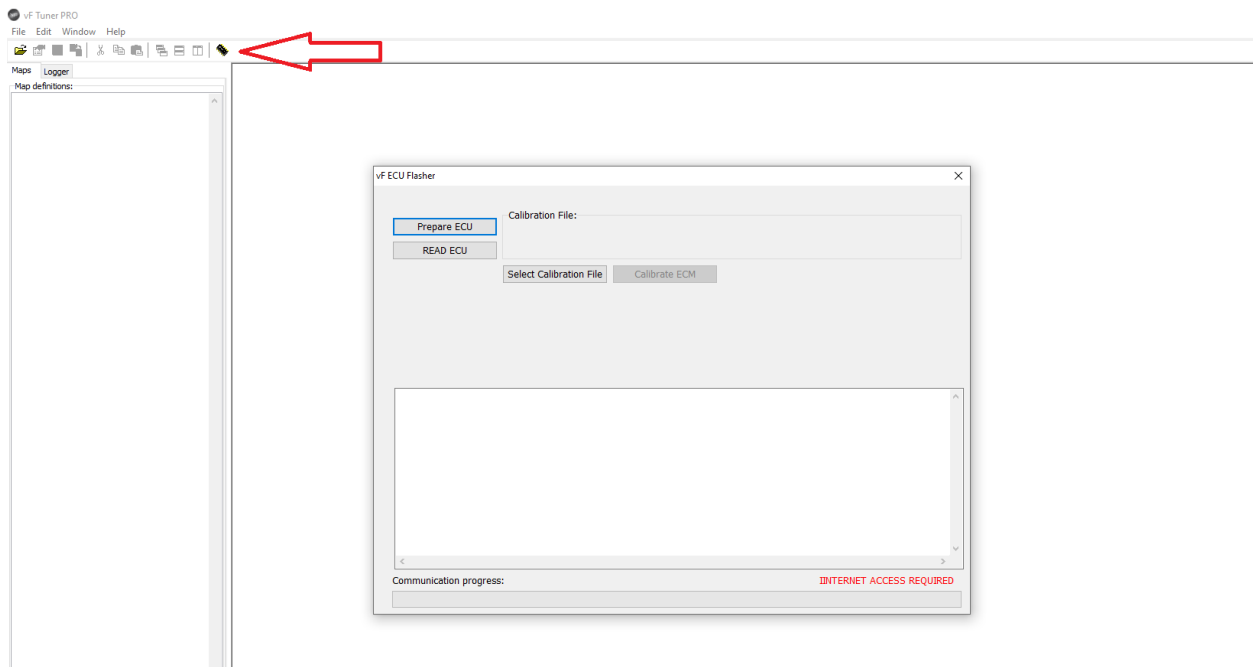 vF Tuner PRO
File Edit Window Help
Maps Logger
Map definitions:
vF ECU Flasher
Prepare ECU
Calibration File:
READ ECU
Select Calibration File Calibrate ECM
Communication progress:
IINTERNET ACCESS REQUIRED